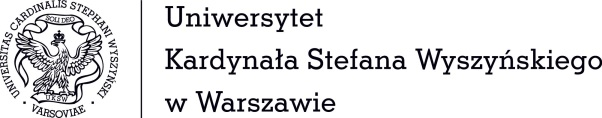 UNIVERSITAS CARDINALIS STEPHANI WYSZYŃSKI
VARSOVIAE
SOLI DEO
UKSW
Uniwersytet
Kardynała Stefana Wyszyńskiego
w Warszawie